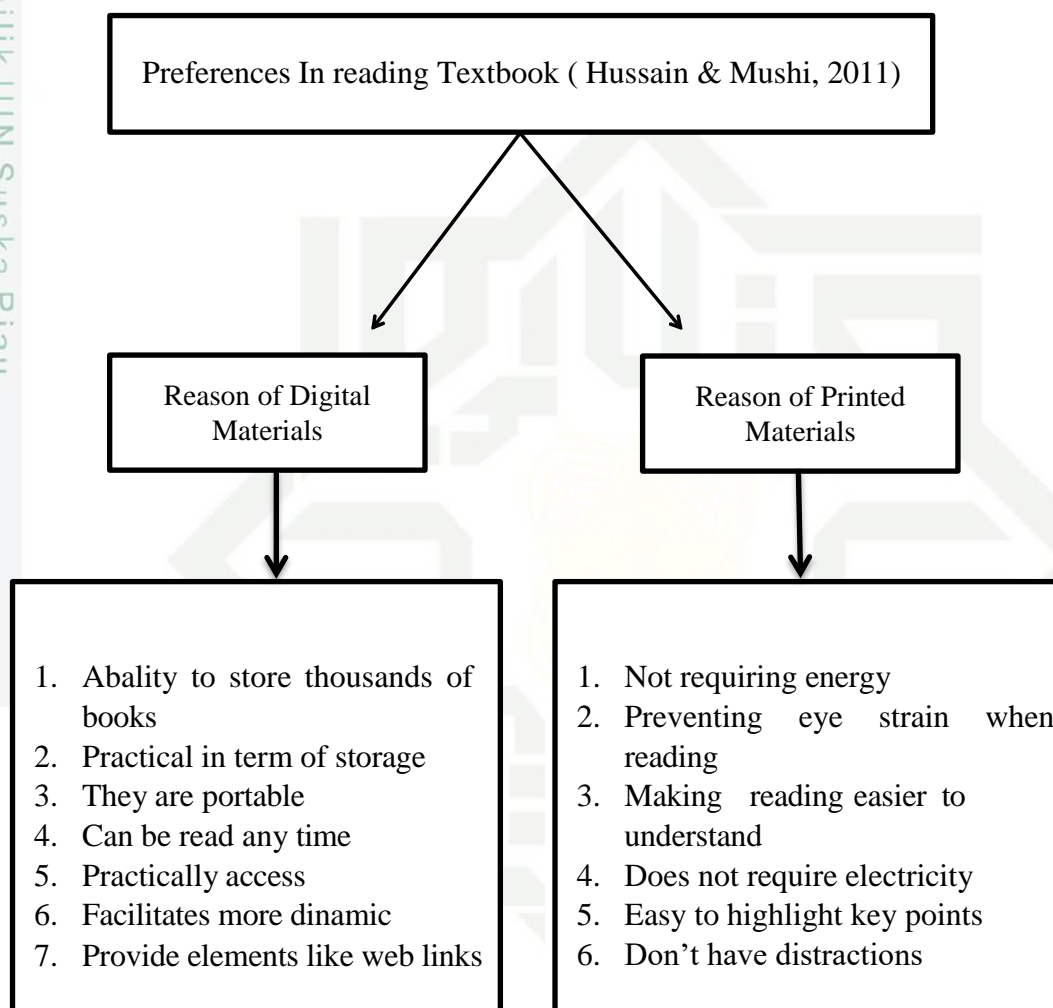 milik UIN Suska Riau
Preferences In reading Textbook ( Hussain & Mushi, 2011)
Reason of Digital
Materials
Reason of Printed
Materials
1. Abality to store thousands of
books
2. Practical in term of storage
3. They are portable
4. Can be read any time
5. Practically access
6. Facilitates more dinamic
7. Provide elements like web links
1. Not requiring energy
2. Preventing eye strain when
reading
3. Making reading easier to
understand
4. Does not require electricity
5. Easy to highlight key points
6. Don’t have distractions